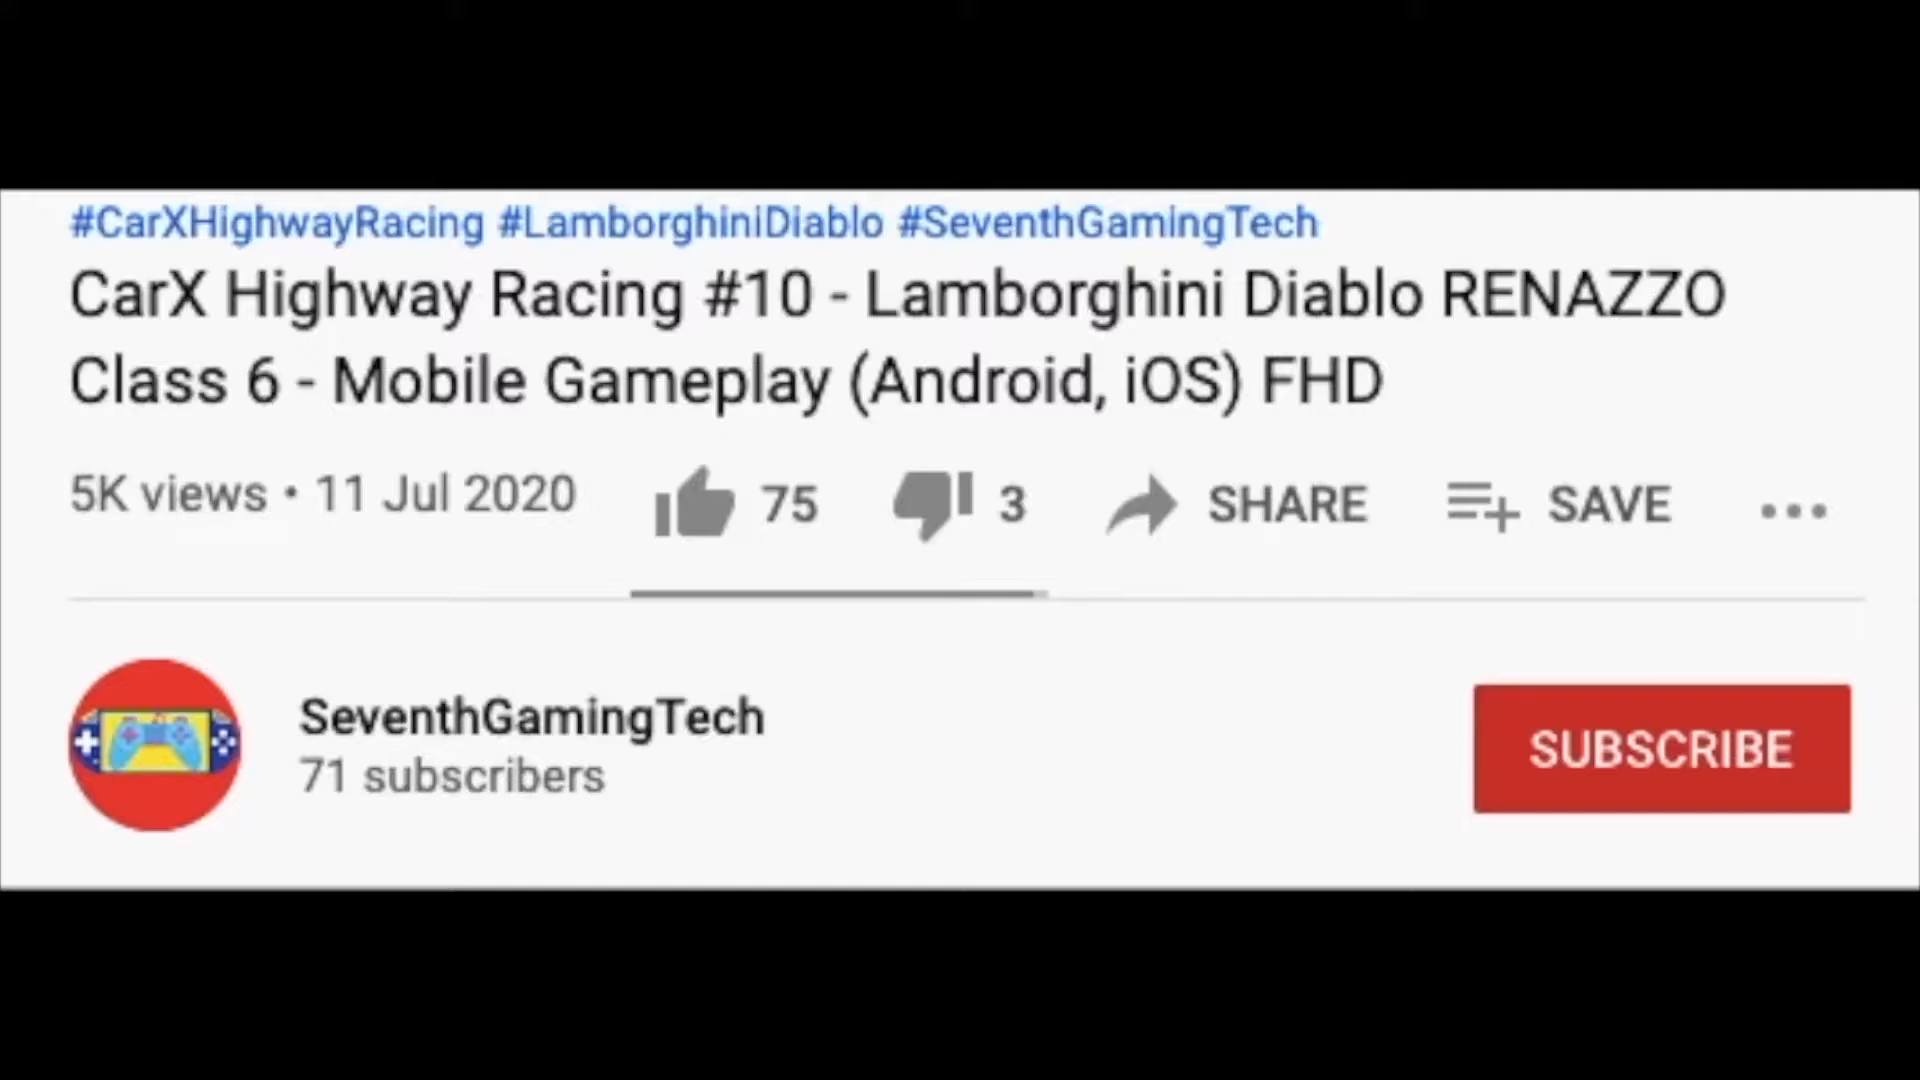 #CarXHighwayRacing #LamborghiniDiablo #SeventhGamingTech
CarX Highway Racing #10 - Lamborghini Diablo RENAZZO
Class 6 - Mobile Gameplay (Android, iOS) FHD
5K views • 11 Jul 2020 75 3 SHARE SAVE
SeventhGamingTech
71 subscribers
SUBSCRIBE